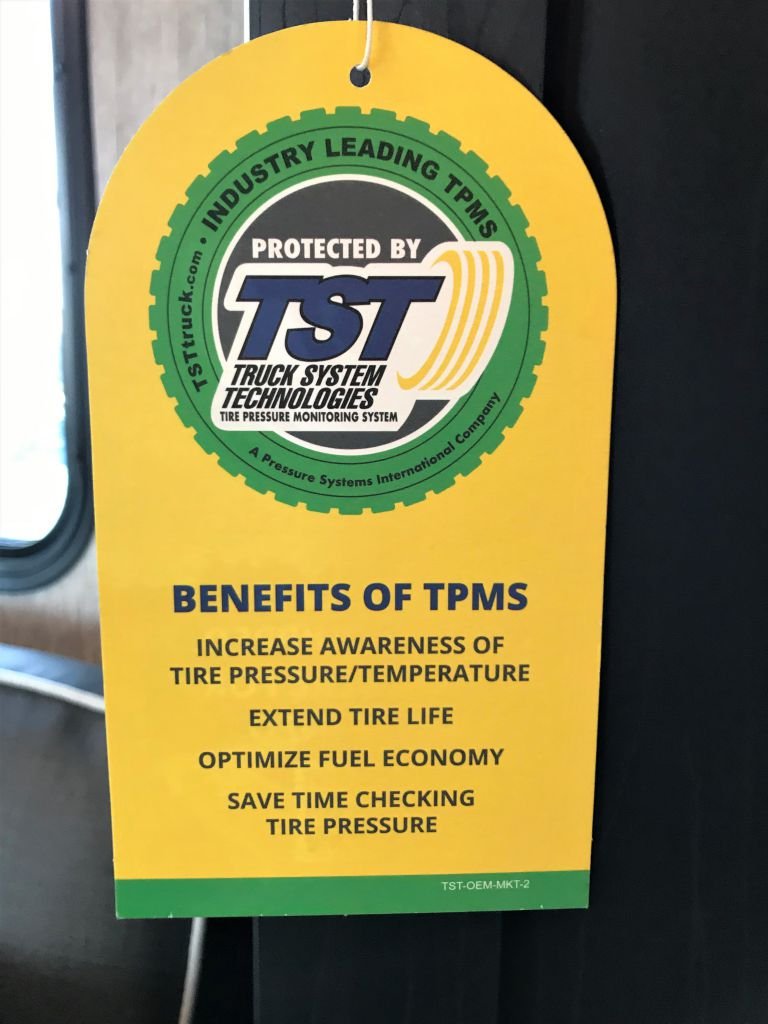 INDUSTRY LEADING TPMS
TSTtruck.com •
PROTECTED BY
TST
TRUCK SYSTEM
TECHNOLOGIES
TIRE PRESSURE MONITORING SYSTEM
A Pressure Systems International Company
BENEFITS OF TPMS
INCREASE AWARENESS OF
TIRE PRESSURE/TEMPERATURE
EXTEND TIRE LIFE
OPTIMIZE FUEL ECONOMY
SAVE TIME CHECKING
TIRE PRESSURE
TST-OEM-MKT-2